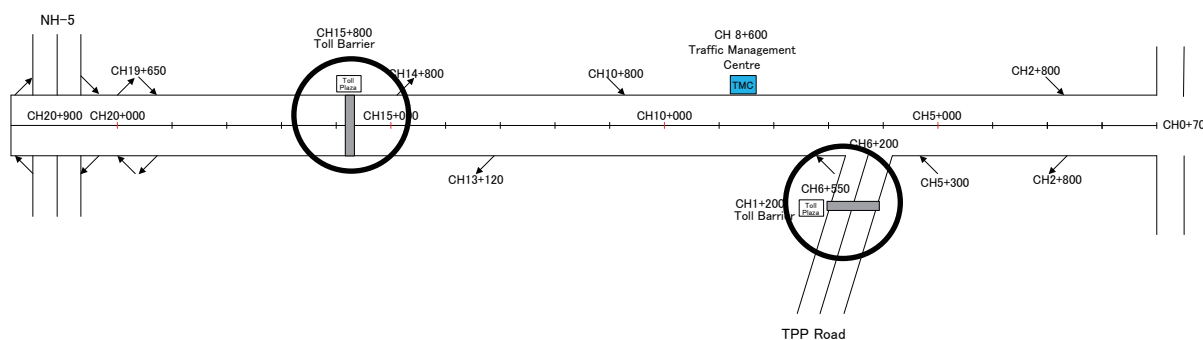 NH-5
CH15+800
Toll Barrier
CH 8+600
Traffic Management
Centre
CH19+650
Toll
Plaza
CH14+800
CH10+800
TMC
CH2+800
CH20+900
CH20+000
CH15+000
CH10+000
CH5+000
CH0+70
CH6+200
CH13+120
CH6+550
CH5+300
CH2+800
CH1+200
Toll Barrier
Toll
Plaza
TPP Road